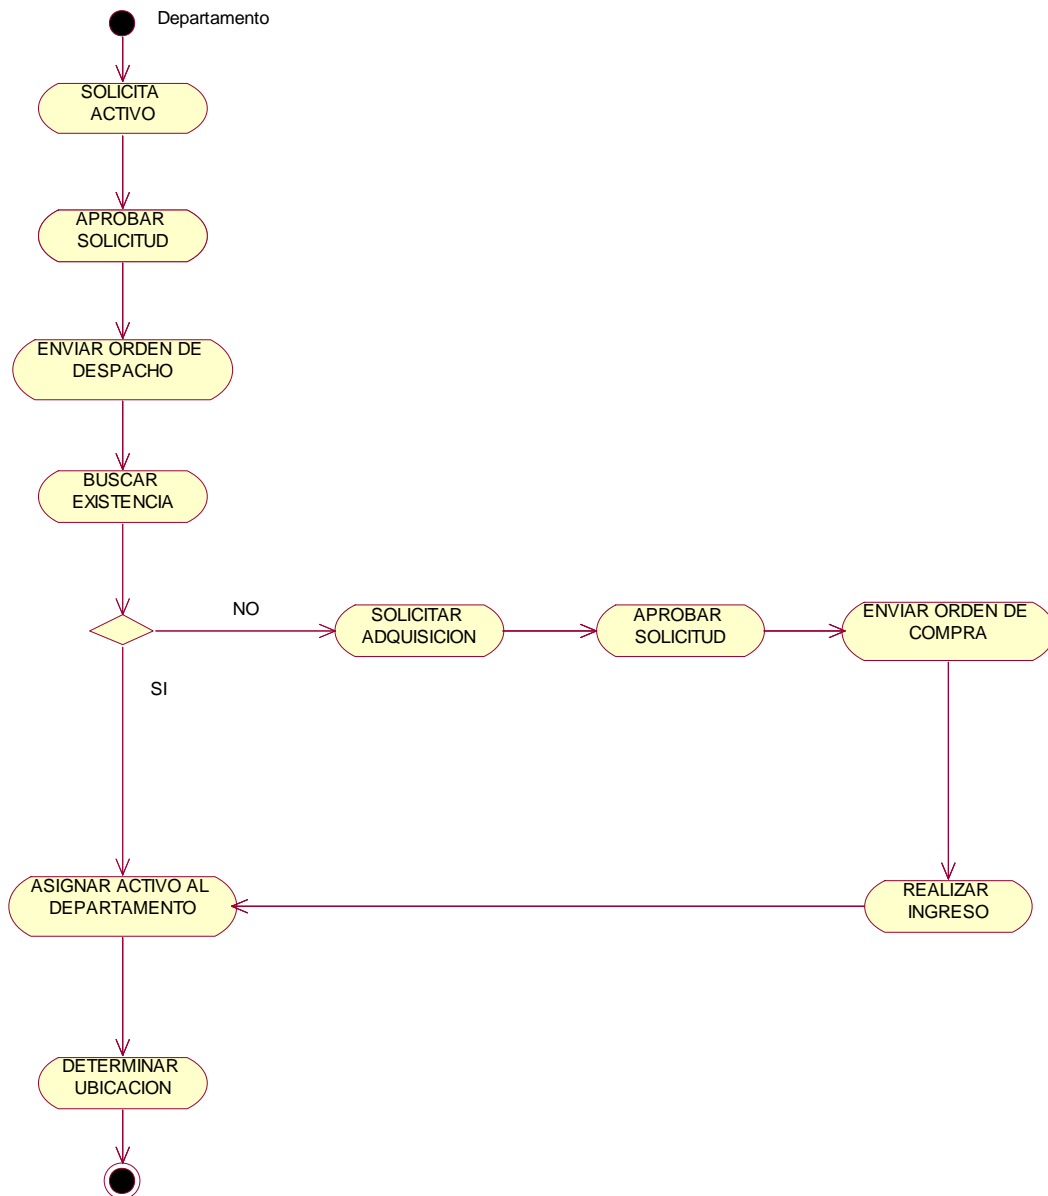 Departamento
SOLICITA
ACTIVO
APROBAR
SOLICITUD
ENVIAR ORDEN DE
DESPACHO
BUSCAR
EXISTENCIA
NO
SOLICITAR
ADQUISICION
APROBAR
SOLICITUD
ENVIAR ORDEN DE
COMPRA
SI
ASIGNAR ACTIVO AL
DEPARTAMENTO
REALIZAR
INGRESO
DETERMINAR
UBICACION